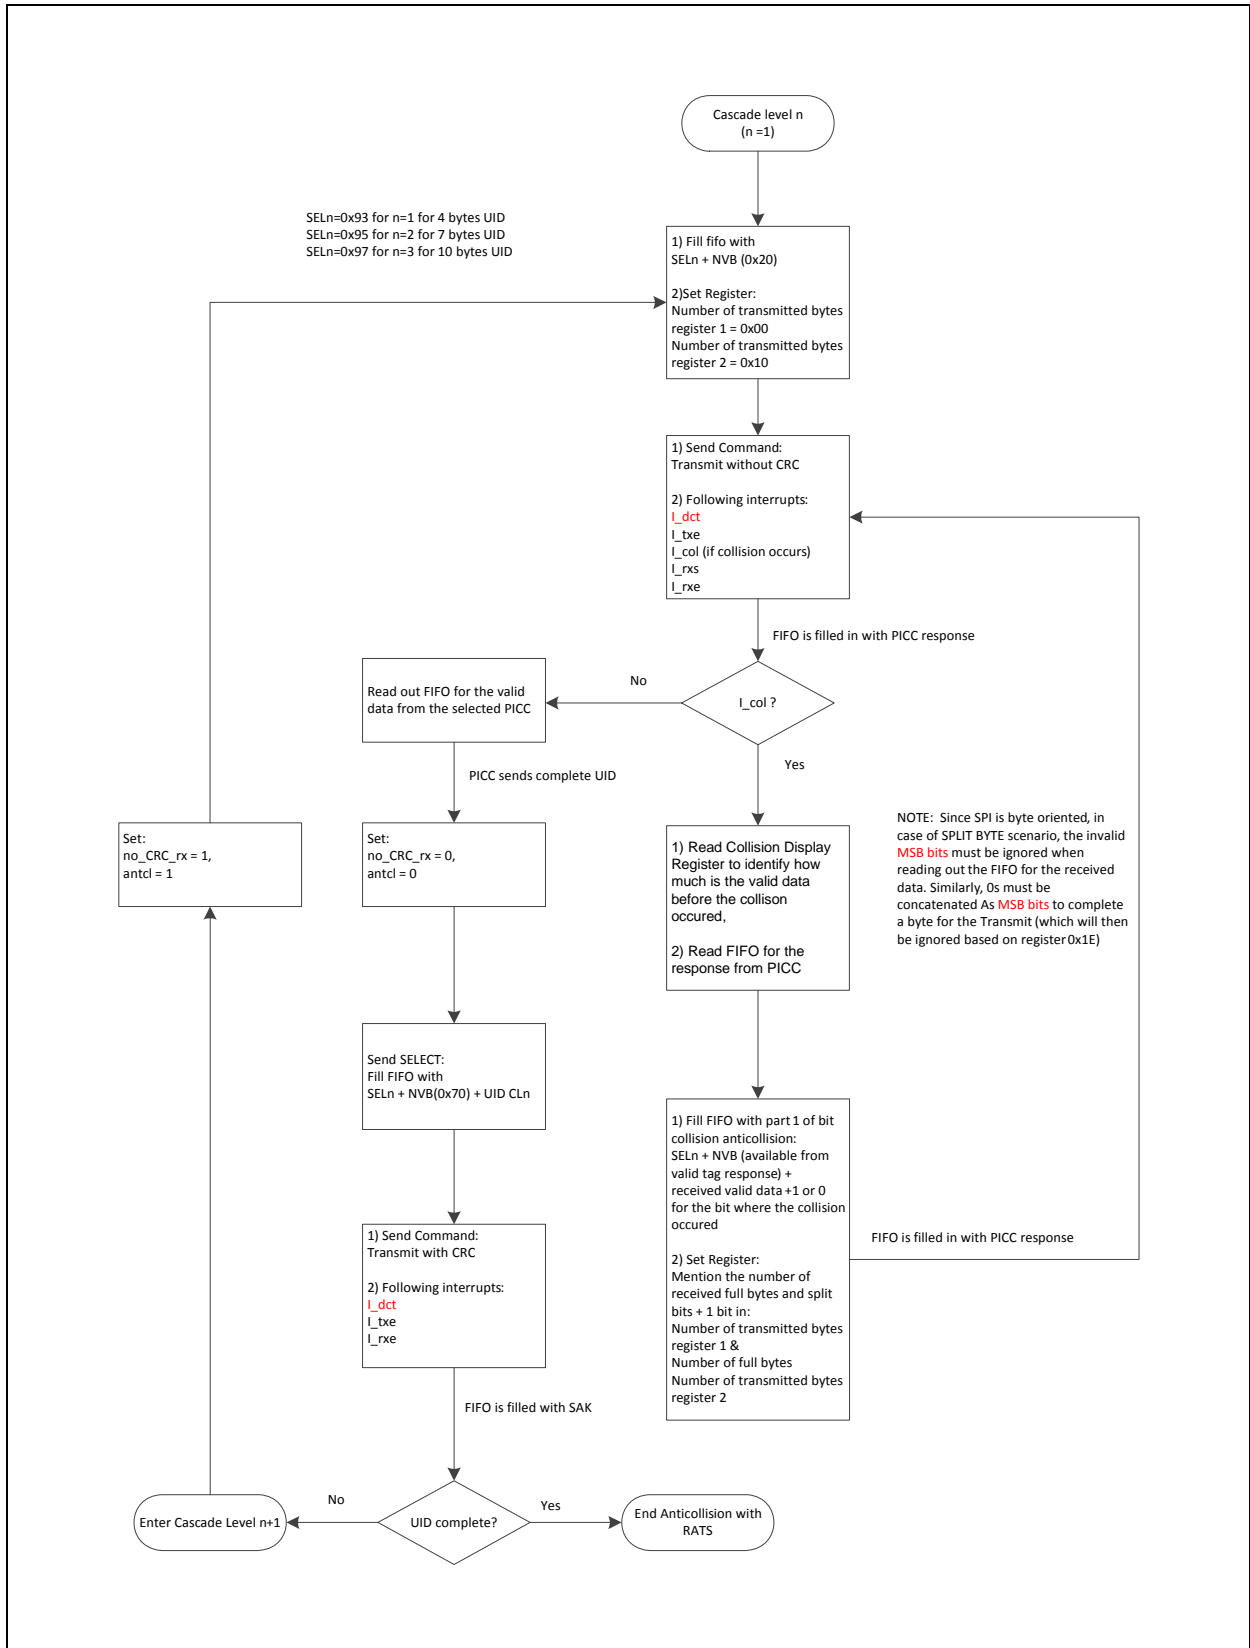 Cascade level n
(n =1)
SELn=0x93 for n=1 for 4 bytes UID
SELn=0x95 for n=2 for 7 bytes UID
SELn=0x97 for n=3 for 10 bytes UID
1) Fill fifo with
SELn + NVB (0x20)
2)Set Register:
Number of transmitted bytes
register 1 = 0x00
Number of transmitted bytes
register 2 = 0x10
1) Send Command:
Transmit without CRC
2) Following interrupts:
I_dct
I_txe
I_col (if collision occurs)
I_rxs
I_rxe
FIFO is filled in with PICC response
I_col ?
No
Yes
Read out FIFO for the valid
data from the selected PICC
PICC sends complete UID
Set:
no_CRC_rx = 1,
antcl = 1
Set:
no_CRC_rx = 0,
antcl = 0
1) Read Collision Display
Register to identify how
much is the valid data
before the collison
occured,
2) Read FIFO for the
response from PICC
NOTE: Since SPI is byte oriented, in
case of SPLIT BYTE scenario, the invalid
MSB bits must be ignored when
reading out the FIFO for the received
data. Similarly, 0s must be
concatenated As MSB bits to complete
a byte for the Transmit (which will then
be ignored based on register 0x1E)
Send SELECT:
Fill FIFO with
SELn + NVB(0x70) + UID CLn
1) Fill FIFO with part 1 of bit
collision anticollision:
SELn + NVB (available from
valid tag response) +
received valid data +1 or 0
for the bit where the collision
occured
2) Set Register:
Mention the number of
received full bytes and split
bits + 1 bit in:
Number of transmitted bytes
register 1 &
Number of full bytes
Number of transmitted bytes
register 2
FIFO is filled in with PICC response
1) Send Command:
Transmit with CRC
2) Following interrupts:
I_dct
I_txe
I_rxe
FIFO is filled with SAK
UID complete?
No
Yes
Enter Cascade Level n+1
End Anticollision with
RATS